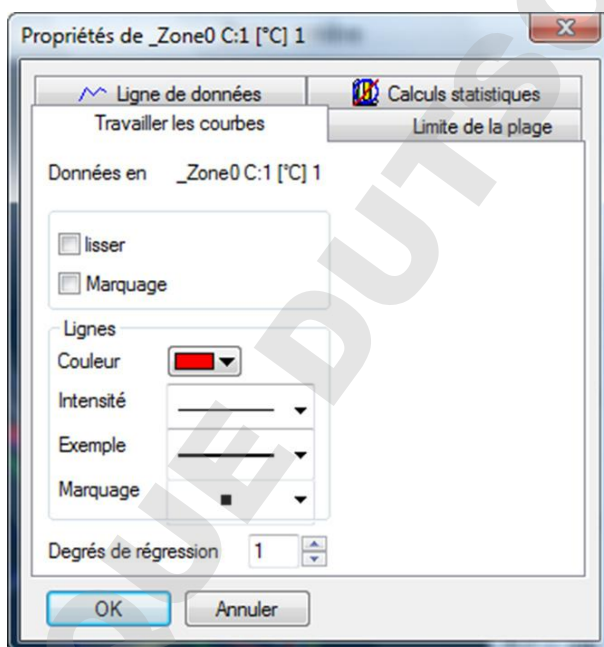 Propriétés de _Zone0 C:1 [°C] 1
Ligne de données
Calculs statistiques
Travailler les courbes
Limite de la plage
Données en _Zone0 C:1 [°C] 1
lisser
Marquage
Lignes
Couleur
Intensité
Exemple
Marquage
Degrés de régression 1
OK
Annuler